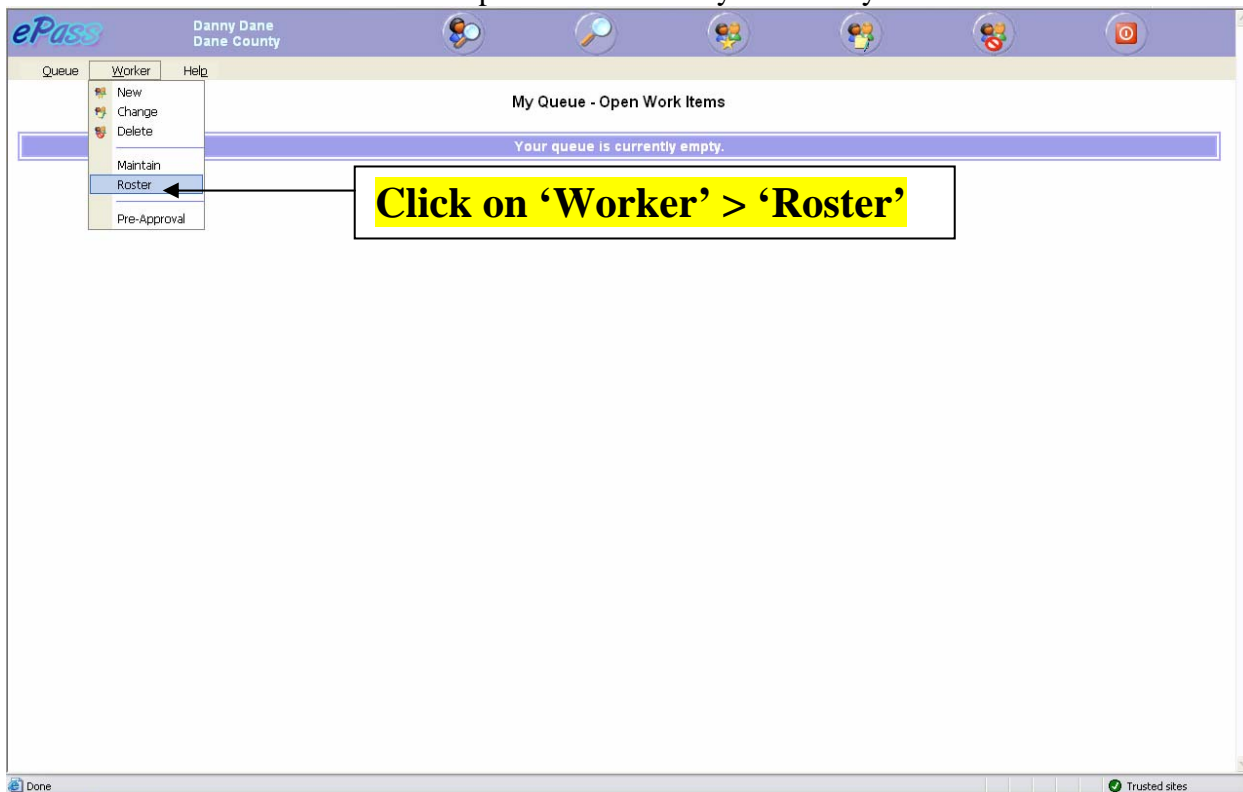 ePass
Danny Dane
Dane County
Queue Worker Help
New
Change
Delete
Maintain
Roster
Pre-Approval
My Queue - Open Work Items
Your queue is currently empty.
Click on ‘Worker’ > ‘Roster’
Done
Trusted sites